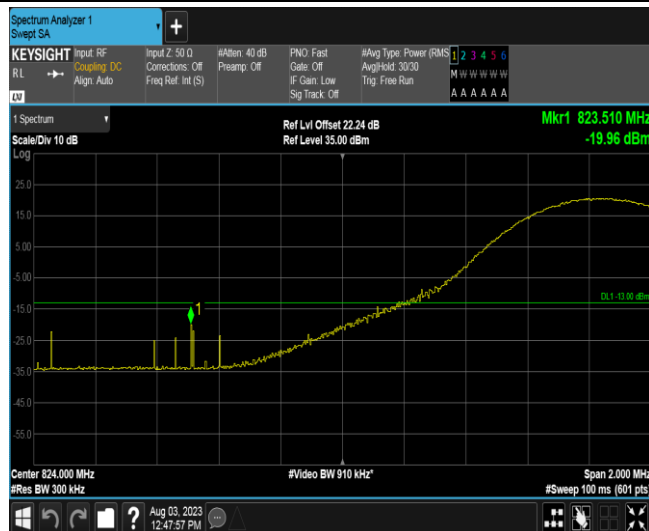 Spectrum Analyzer 1
Swept SA
KEYSIGHT
RL
LXI
Input: RF
Coupling: DC
Align: Auto
Input Z: 50 Ω
Corrections: Off
Freq Ref: Int (S)
#Atten: 40 dB
Preamp: Off
PNO: Fast
Gate: Off
IF Gain: Low
Sig Track: Off
#Avg Type: Power (RMS
Avg|Hold: 30/30
Trig: Free Run
1 2 3 4 5 6
M W W W W W
A A A A A A
1 Spectrum
Scale/Div 10 dB
Log
Ref Lvl Offset 22.24 dB
Ref Level 35.00 dBm
Mkr1 823.510 MHz
-19.96 dBm
25.0
15.0
5.00
-5.00
-15.0
-25.0
-35.0
-45.0
-55.0
1
DL1 -13.00 dBm
Center 824.000 MHz
#Res BW 300 kHz
#Video BW 910 kHz*
Span 2.000 MHz
#Sweep 100 ms (601 pts)
?
Aug 03, 2023
12:47:57 PM